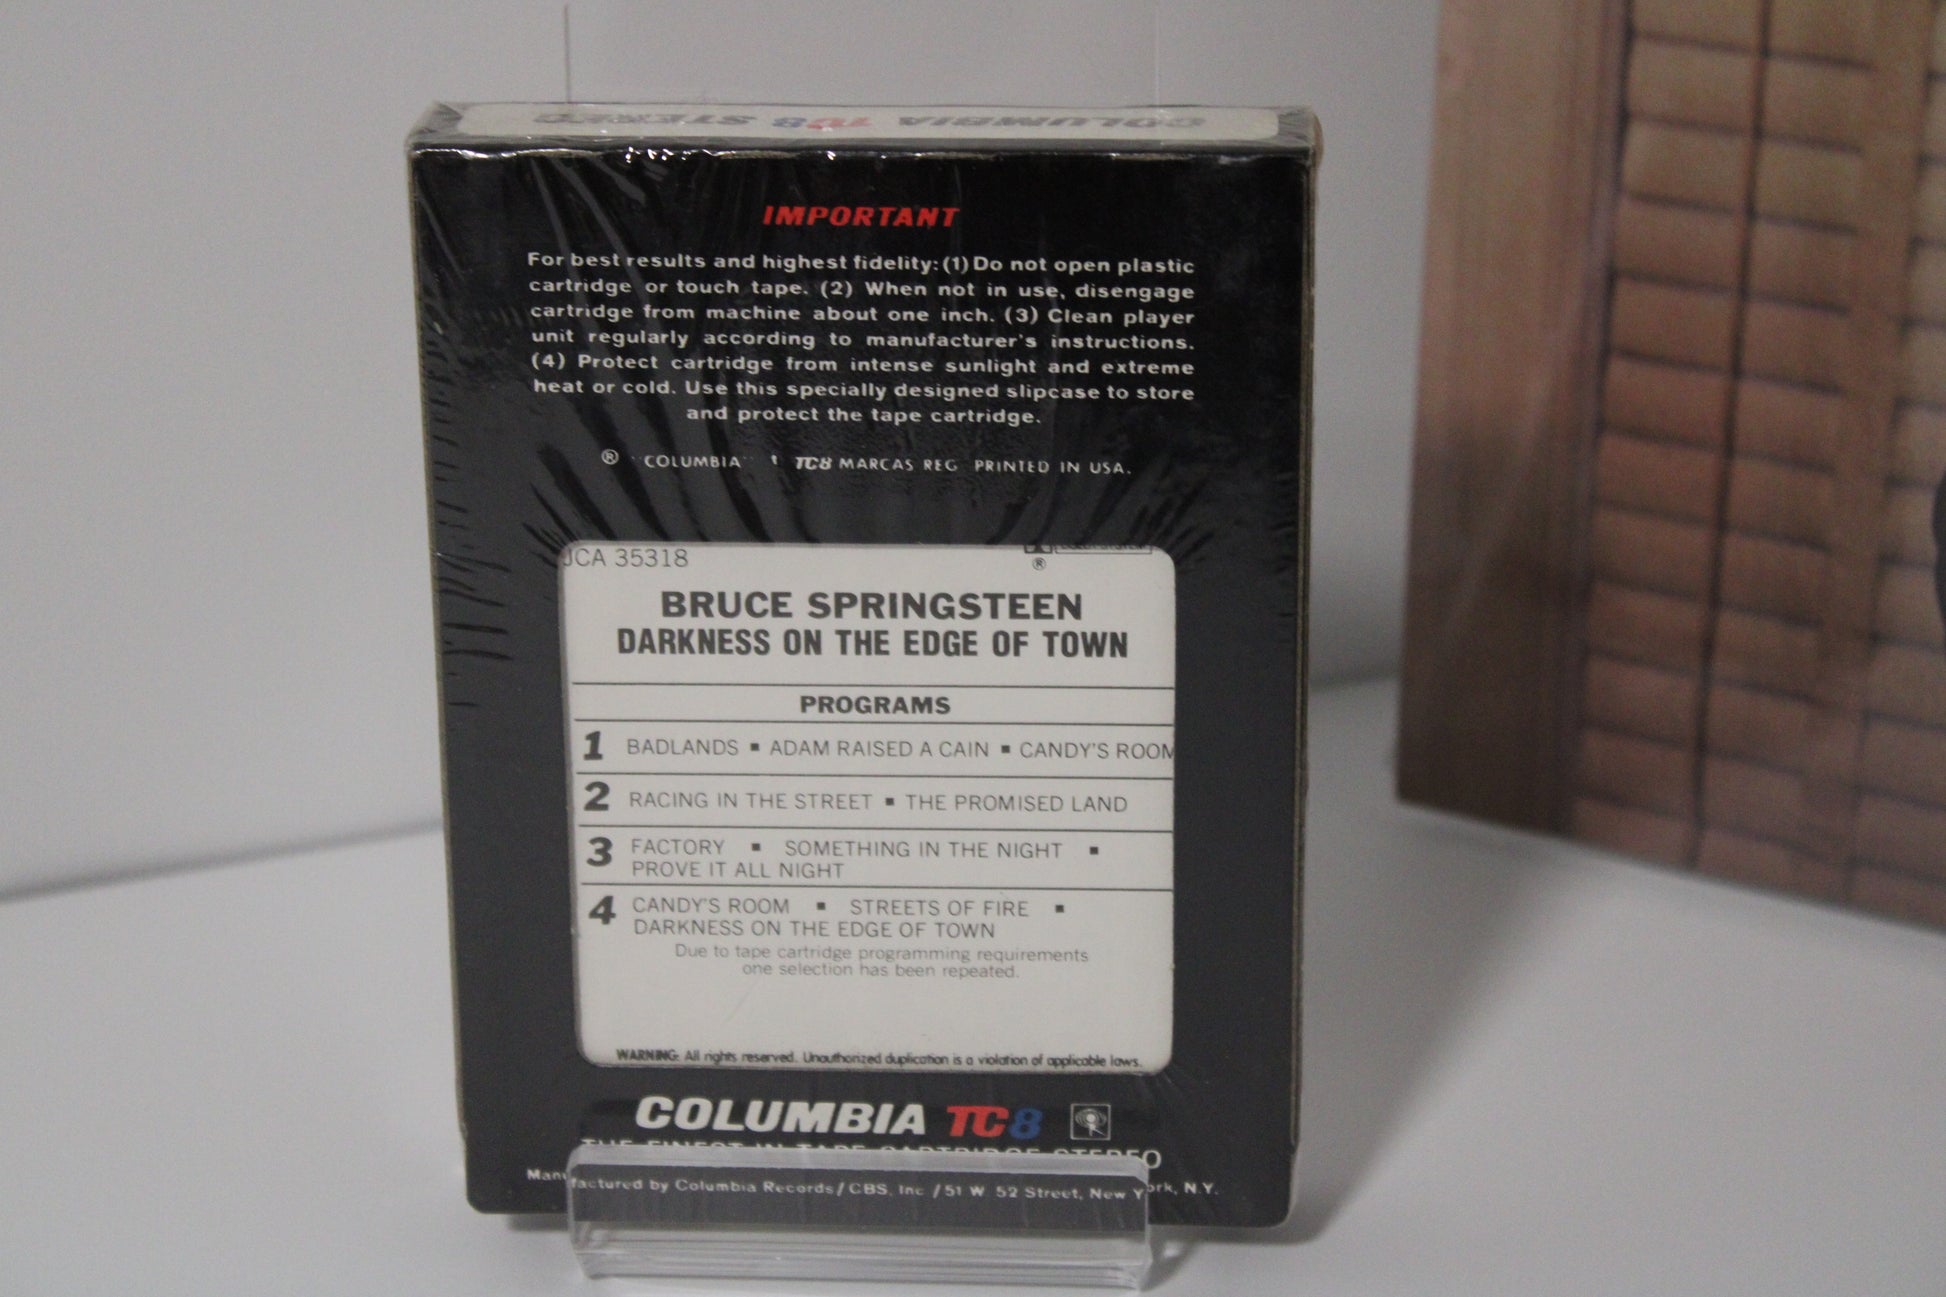 COLUMBIA TC8 STEREO
IMPORTANT
For best results and highest fidelity: (1) Do not open plastic
cartridge or touch tape. (2) When not in use, disengage
cartridge from machine about one inch. (3) Clean player
unit regularly according to manufacturer's instructions.
(4) Protect cartridge from intense sunlight and extreme
heat or cold. Use this specially designed slipcase to store
and protect the tape cartridge.
® "COLUMBIA" TC8 MARCAS REG PRINTED IN USA.
JCA 35318
®
BRUCE SPRINGSTEEN
DARKNESS ON THE EDGE OF TOWN
PROGRAMS
1 BADLANDS ▪ ADAM RAISED A CAIN ▪ CANDY'S ROOM
2 RACING IN THE STREET ▪ THE PROMISED LAND
3 FACTORY ▪ SOMETHING IN THE NIGHT ▪
PROVE IT ALL NIGHT
4 CANDY'S ROOM ▪ STREETS OF FIRE ▪
DARKNESS ON THE EDGE OF TOWN
Due to tape cartridge programming requirements
one selection has been repeated.
WARNING: All rights reserved. Unauthorized duplication is a violation of applicable laws.
COLUMBIA TC8
THE FINEST IN TAPE CARTRIDGE STEREO
Manufactured by Columbia Records/CBS, Inc /51 W 52 Street, New York, N.Y.